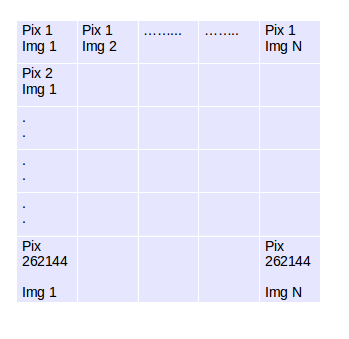 Pix 1
Img 1
Pix 1
Img 2
……...
……..
Pix 1
Img N
Pix 2
Img 1
.
.
.
.
.
.
Pix
262144
Img 1
Pix
262144
Img N